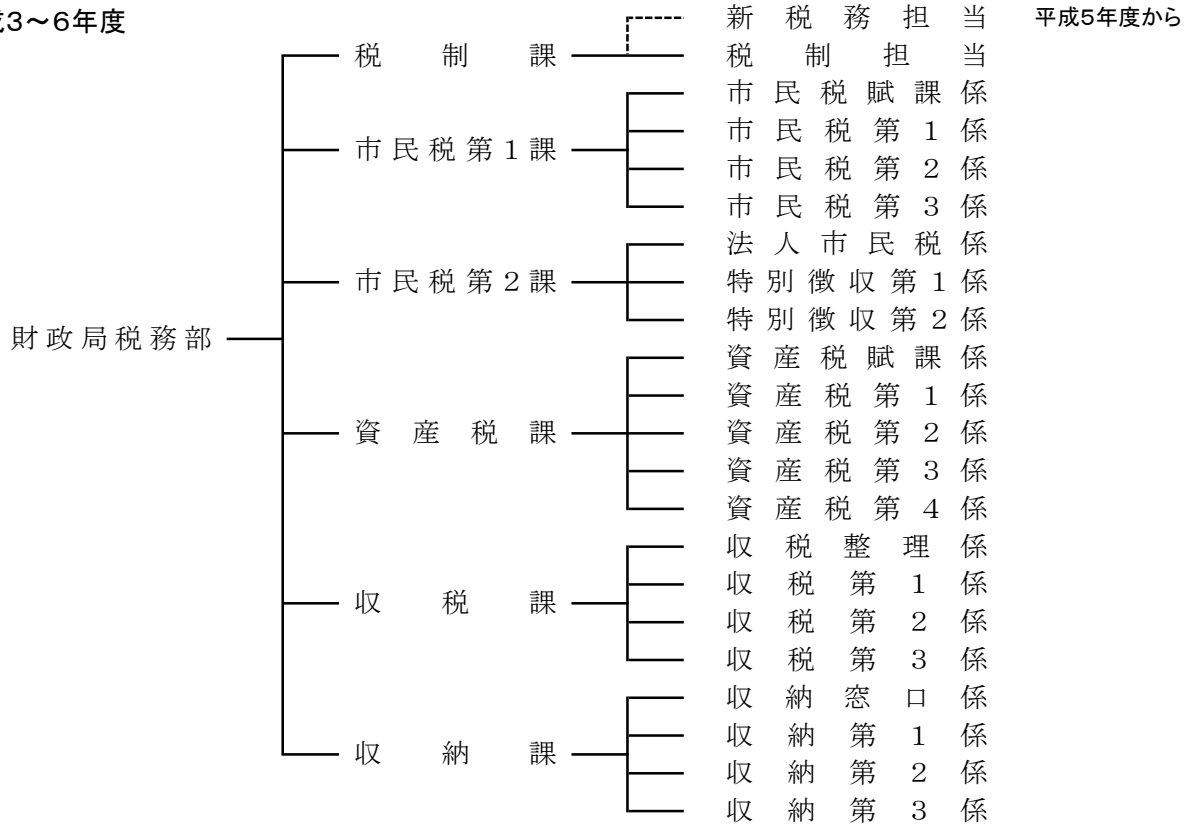 3～6年度
新税務担当 平成5年度から
税制課 税制担当
市民税賦課係
市民税第1係
市民税第1課
市民税第2係
市民税第3係
法人市民税係
市民税第2課 特別徴収第1係
特別徴収第2係
財政局税務部
資産税賦課係
資産税第1係
資産税課 資産税第2係
資産税第3係
資産税第4係
収税整理係
収税第1係
収税課
収税第2係
収税第3係
収納窓口係
収納第1係
収納課
収納第2係
収納第3係